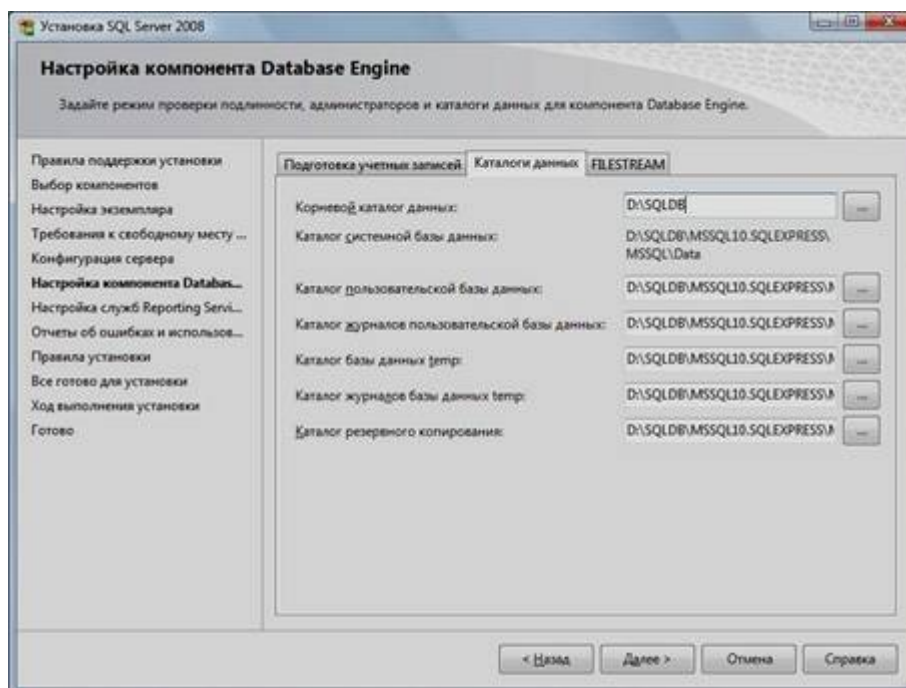 Установка SQL Server 2008
Настройка компонента Database Engine
Задайте режим проверки подлинности, администраторов и каталоги данных для компонента Database Engine.
Правила поддержки установки
Выбор компонентов
Настройка экземпляра
Требования к свободному месту ...
Конфигурация сервера
Настройка компонента Databas...
Настройка служб Reporting Servi...
Отчеты об ошибках и использов...
Правила установки
Все готово для установки
Ход выполнения установки
Готово
Подготовка учетных записей Каталоги данных FILESTREAM
Корневой каталог данных: D:\SQLDB ...
Каталог системной базы данных: D:\SQLDB\MSSQL10.SQLEXPRESS\
MSSQL\Data
Каталог пользовательской базы данных: D:\SQLDB\MSSQL10.SQLEXPRESS\M ...
Каталог журналов пользовательской базы данных: D:\SQLDB\MSSQL10.SQLEXPRESS\M ...
Каталог базы данных temp: D:\SQLDB\MSSQL10.SQLEXPRESS\M ...
Каталог журналов базы данных temp: D:\SQLDB\MSSQL10.SQLEXPRESS\M ...
Каталог резервного копирования: D:\SQLDB\MSSQL10.SQLEXPRESS\M ...
< Назад Далее > Отмена Справка